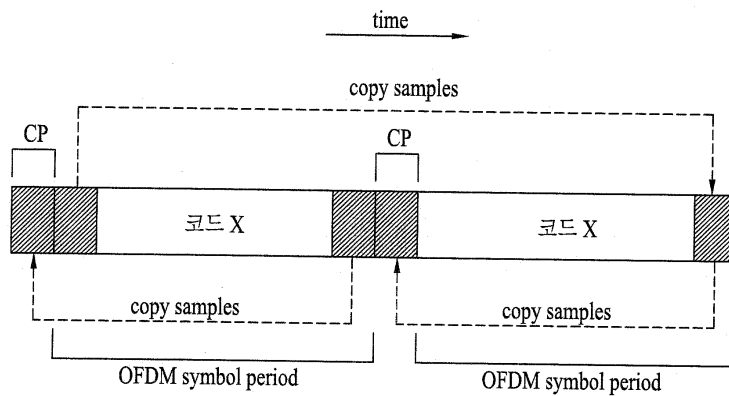 time
copy samples
CP
CP
코드 X
코드 X
copy samples
copy samples
OFDM symbol period
OFDM symbol period